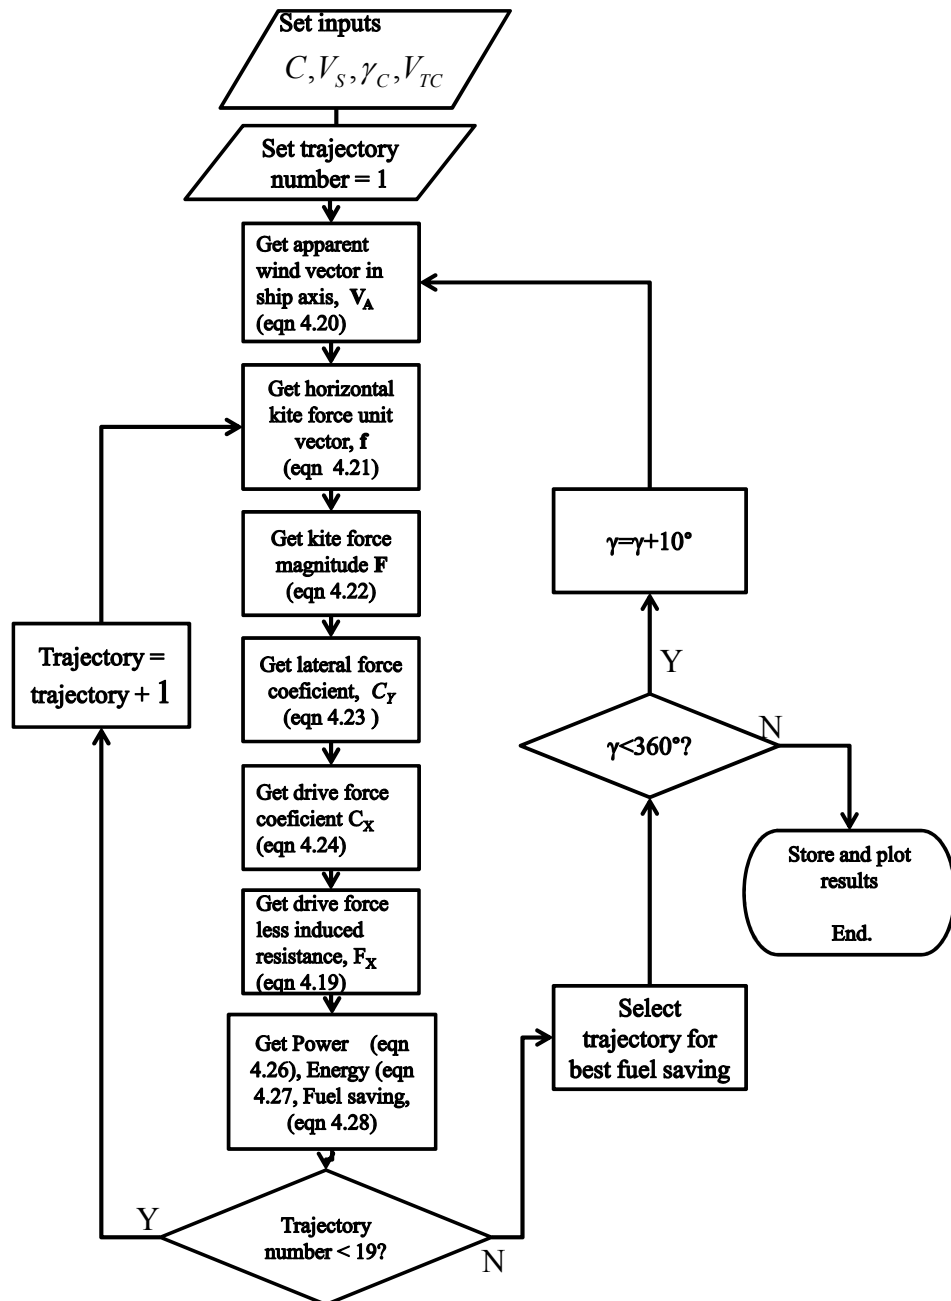 Set inputs
C,V_S,γ_C,V_TC
Set trajectory
number = 1
Get apparent
wind vector in
ship axis, V_A
(eqn 4.20)
Get horizontal
kite force unit
vector, f
(eqn 4.21)
Get kite force
magnitude F
(eqn 4.22)
Get lateral force
coeficient, C_Y
(eqn 4.23 )
Get drive force
coeficient C_X
(eqn 4.24)
Get drive force
less induced
resistance, F_X
(eqn 4.19)
Get Power (eqn
4.26), Energy (eqn
4.27, Fuel saving,
(eqn 4.28)
Trajectory
number < 19?
Y
N
Trajectory =
trajectory + 1
Select
trajectory for
best fuel saving
γ<360°?
Y
N
γ=γ+10°
Store and plot
results
End.